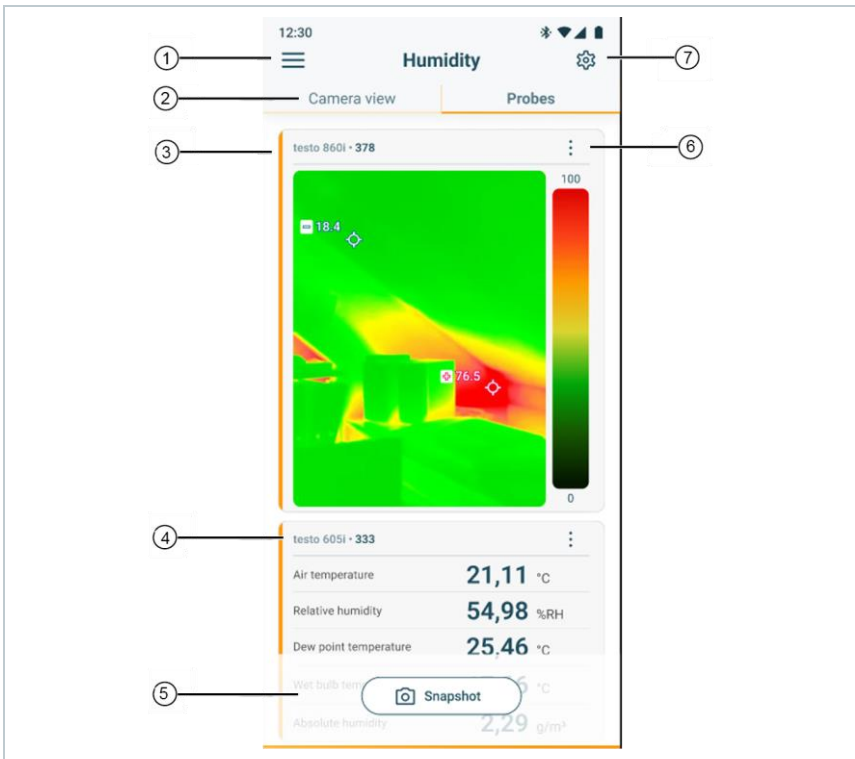 12:30
1
Humidity
7
2
Camera view Probes
3
testo 860i • 378
6
100
18.4
76.5
0
4
testo 605i • 333
Air temperature 21,11 °C
Relative humidity 54,98 %RH
Dew point temperature 25,46 °C
Wet bulb °C
5
Snapshot
Absolute humidity 2,29 g/m³